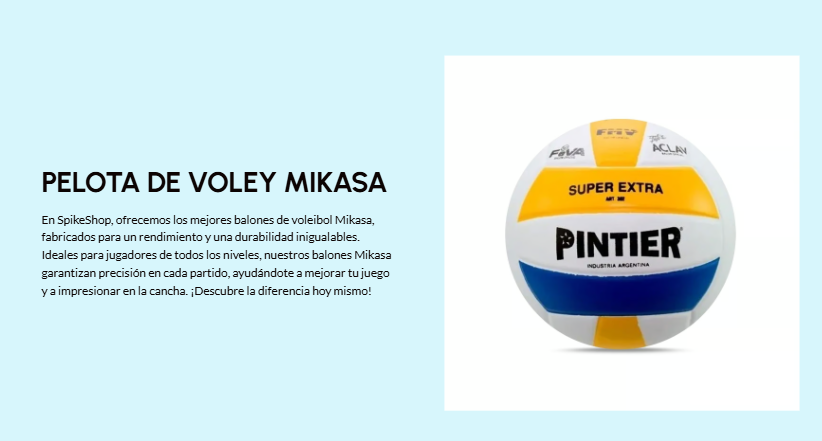 PELOTA DE VOLEY MIKASA
En SpikeShop, ofrecemos los mejores balones de voleibol Mikasa,
fabricados para un rendimiento y una durabilidad inigualables.
Ideales para jugadores de todos los niveles, nuestros balones Mikasa
garantizan precisión en cada partido, ayudándote a mejorar tu juego
y a impresionar en la cancha. ¡Descubre la diferencia hoy mismo!
FeVA
ACLAV
SUPER EXTRA
PINTIER
INDUSTRIA ARGENTINA